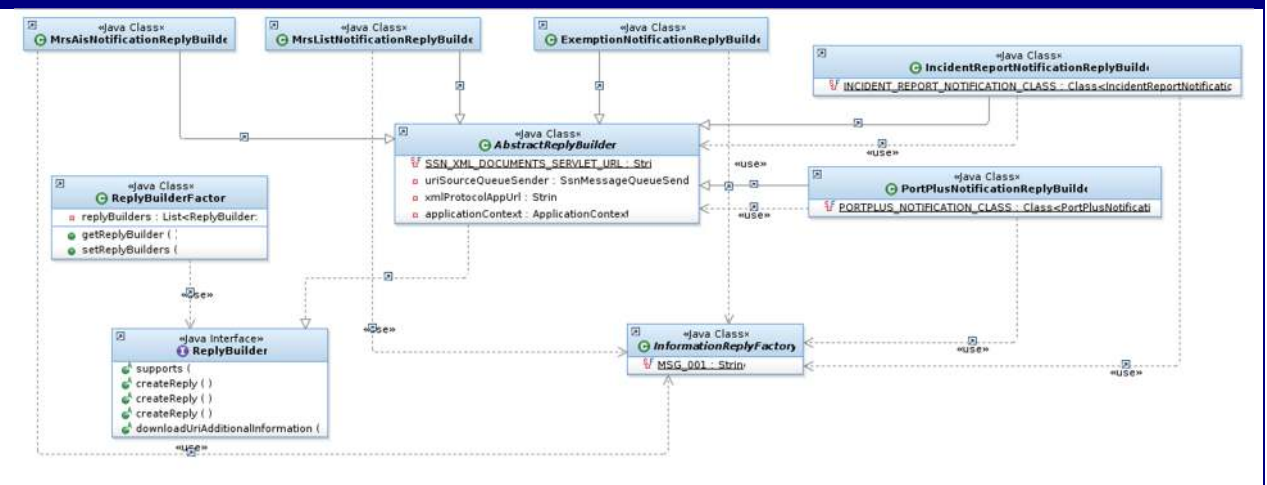 «Java Class»
MrsAisNotificationReplyBuilde
«Java Class»
MrsListNotificationReplyBuilde
«Java Class»
ExemptionNotificationReplyBuilde
«Java Class»
IncidentReportNotificationReplyBuilde
INCIDENT_REPORT_NOTIFICATION_CLASS : Class<IncidentReportNotificatic
«Java Class»
AbstractReplyBuilder
SSN_XML_DOCUMENTS_SERVLET_URL : Stri
uriSourceQueueSender : SsnMessageQueueSend
xmlProtocolAppUrl : Strin
applicationContext : ApplicationContext
«use»
«use»
«use»
«Java Class»
PortPlusNotificationReplyBuilde
PORTPLUS_NOTIFICATION_CLASS : Class<PortPlusNotificati
«Java Class»
ReplyBuilderFactor
replyBuilders : List<ReplyBuilder:
getReplyBuilder (
setReplyBuilders (
«use»
«Java Interface»
ReplyBuilder
supports (
createReply ( )
createReply ( )
createReply ( )
downloadUriAdditionalInformation (
«use»
«Java Class»
InformationReplyFactory
MSG_001 : Strin
«use»
«use»
«use»